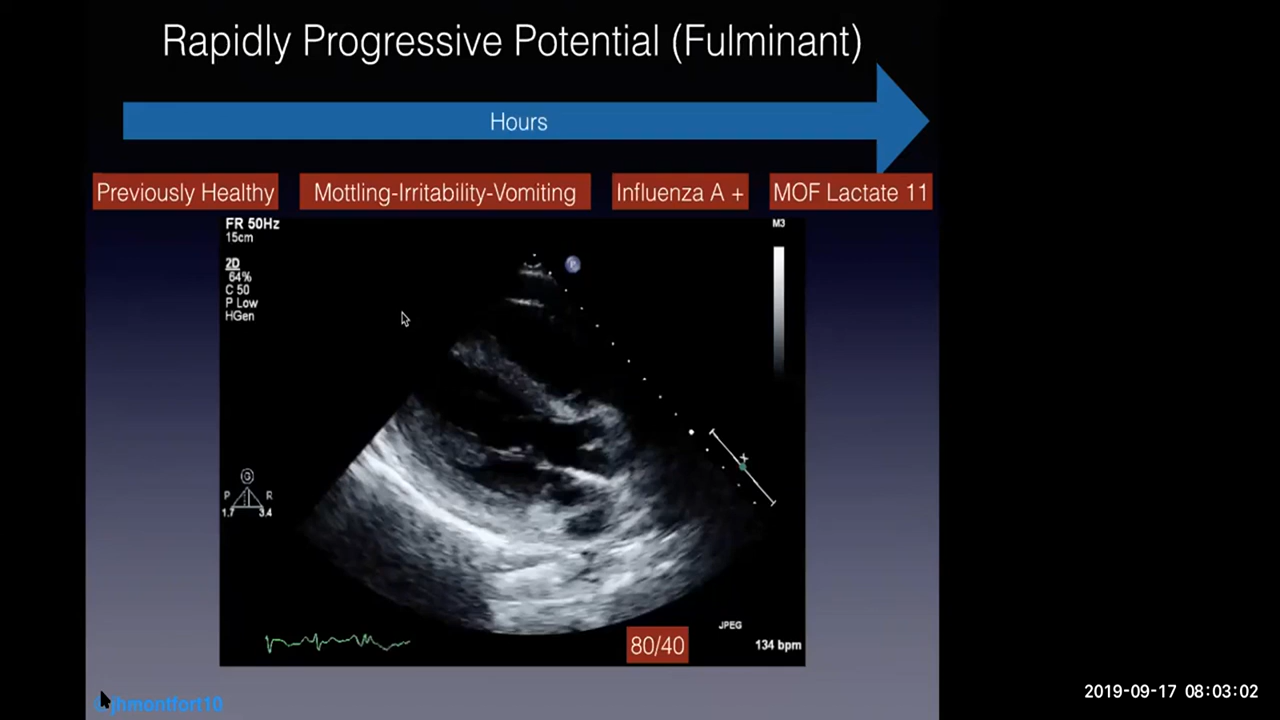 Rapidly Progressive Potential (Fulminant)
Hours
Previously Healthy
Mottling-Irritability-Vomiting
Influenza A +
MOF Lactate 11
FR 50Hz
15cm
2D
64%
C 50
P Low
HGen
M3
P
G
P R
1.7 3.4
JPEG
80/40
134 bpm
jhmontfort10
2019-09-17 08:03:02